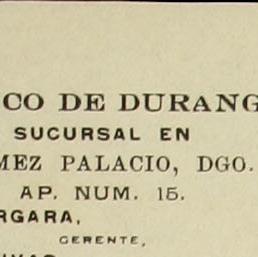 CO DE DURANG
SUCURSAL EN
MEZ PALACIO, DGO.
AP. NUM. 15.
RGARA,
GERENTE,